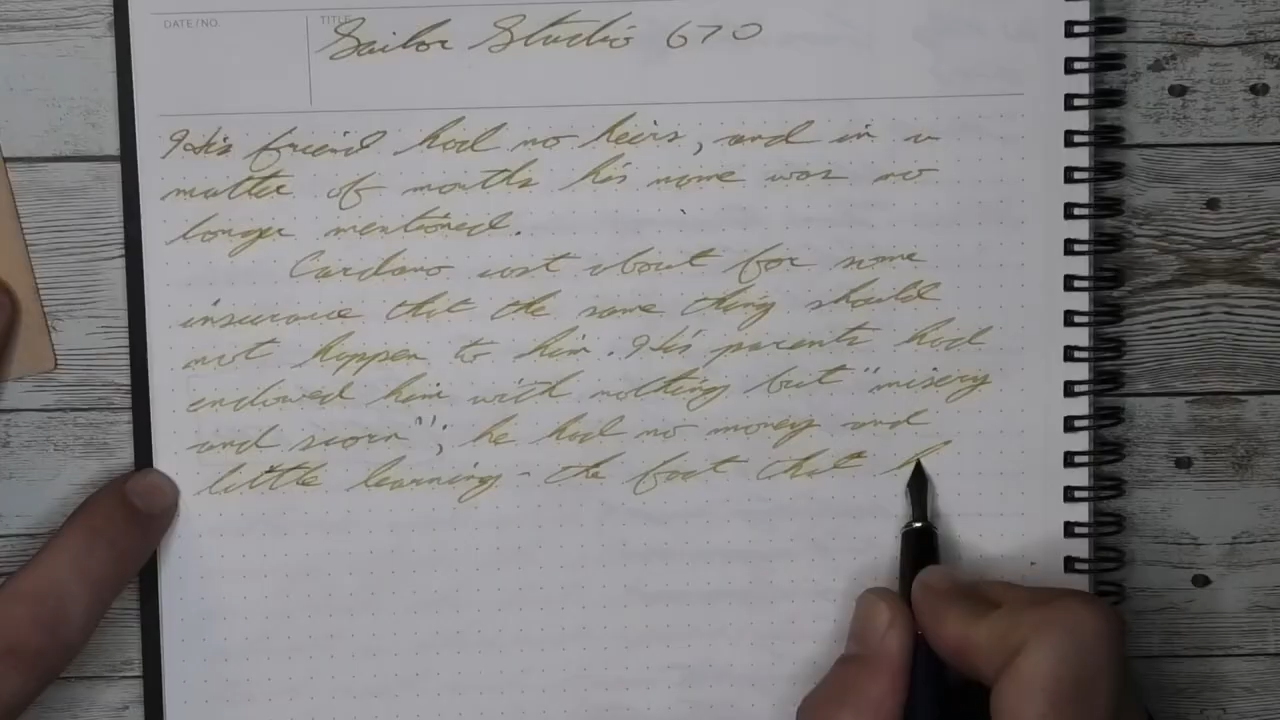 DATE/NO.
TITLE
Sailor Studio 670
His friend had no heirs, and in a
matter of months his name was no
longer mentioned.
Cardano cast about for some
insurance that the same thing should
not happen to him. His parents had
endowed him with nothing but "misery
and scorn"; he had no money and
little learning - the fact that h